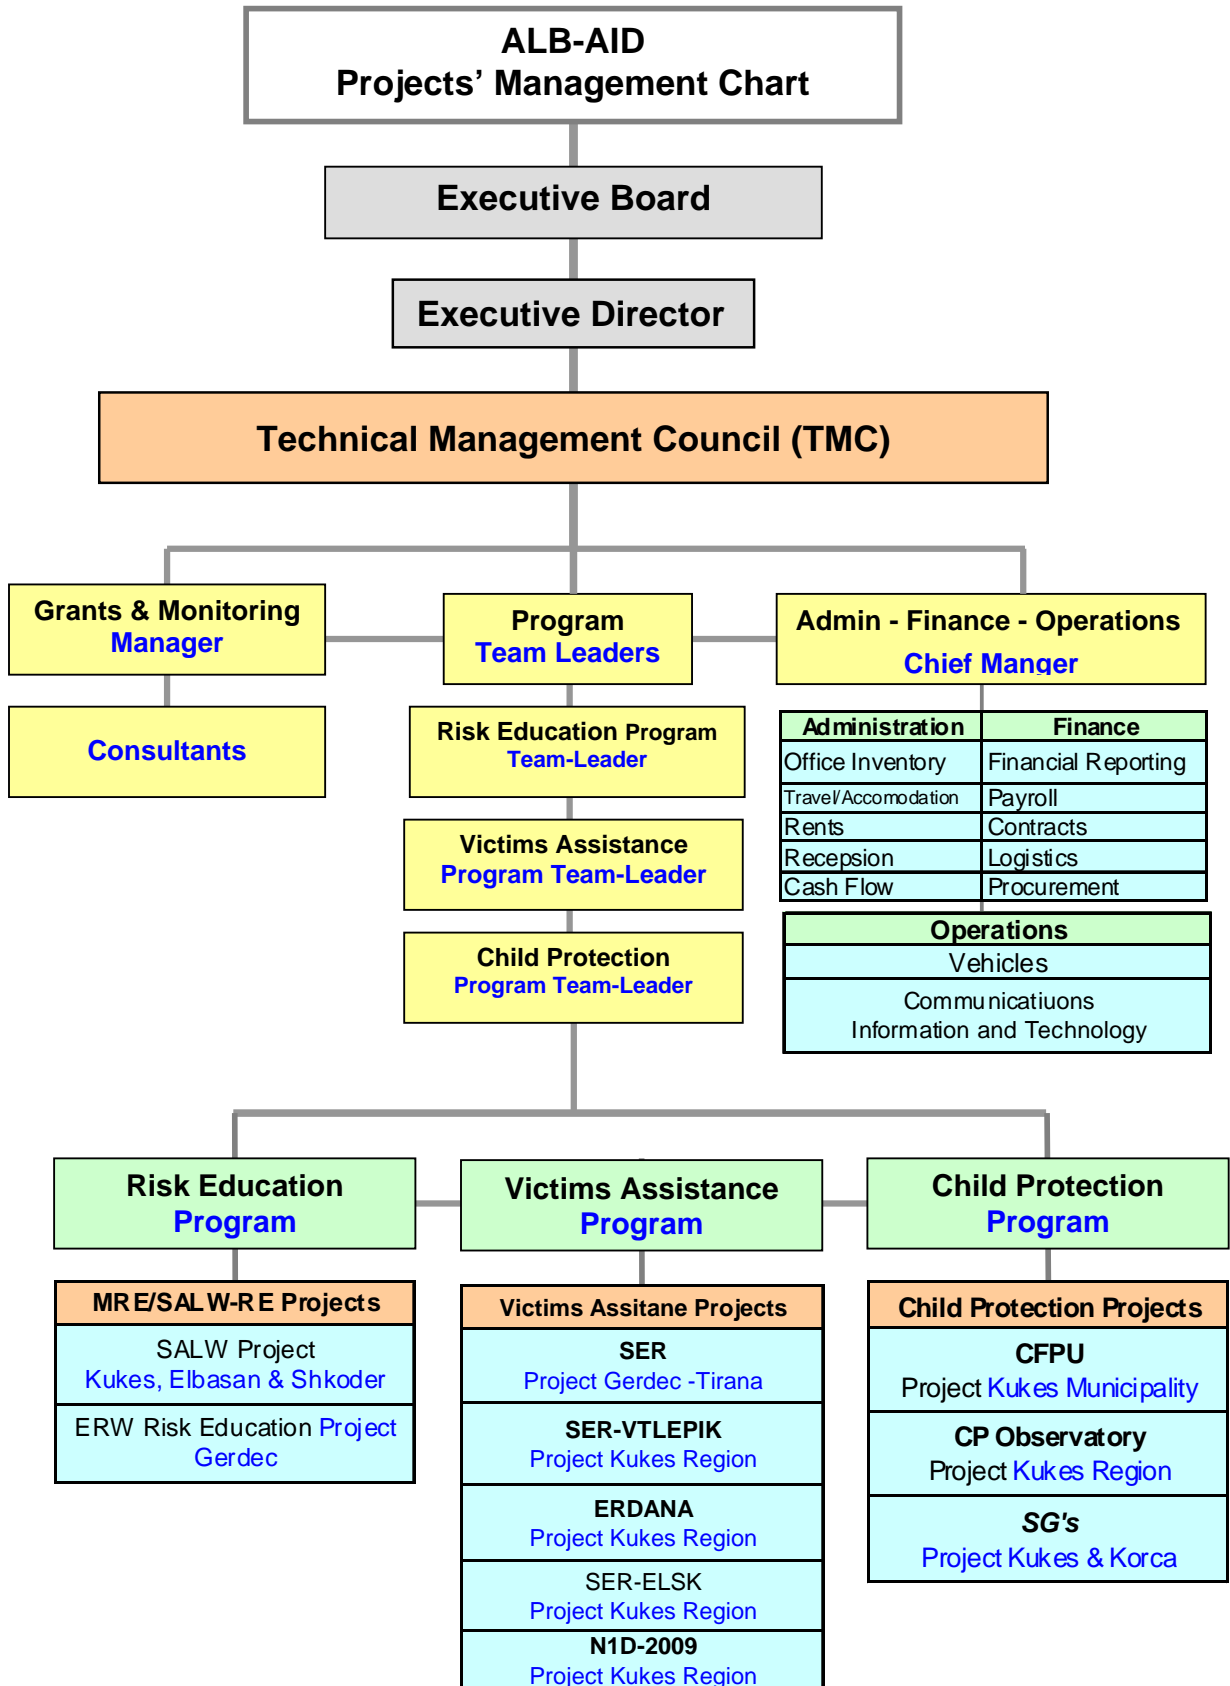 ALB-AID
Projects’ Management Chart
Executive Board
Executive Director
Technical Management Council (TMC)
Grants & Monitoring
Manager
Program
Team Leaders
Admin - Finance - Operations
Chief Manger
Consultants
Risk Education Program
Team-Leader
Victims Assistance
Program Team-Leader
Child Protection
Program Team-Leader
Administration Finance
Office Inventory Financial Reporting
Travel/Accomodation Payroll
Rents Contracts
Recepsion Logistics
Cash Flow Procurement
Operations
Vehicles
Communicatiuons
Information and Technology
Risk Education
Program
Victims Assistance
Program
Child Protection
Program
MRE/SALW-RE Projects
SALW Project
Kukes, Elbasan & Shkoder
ERW Risk Education Project
Gerdec
Victims Assitane Projects
SER
Project Gerdec -Tirana
SER-VTLEPIK
Project Kukes Region
ERDANA
Project Kukes Region
SER-ELSK
Project Kukes Region
N1D-2009
Project Kukes Region
Child Protection Projects
CFPU
Project Kukes Municipality
CP Observatory
Project Kukes Region
SG's
Project Kukes & Korca